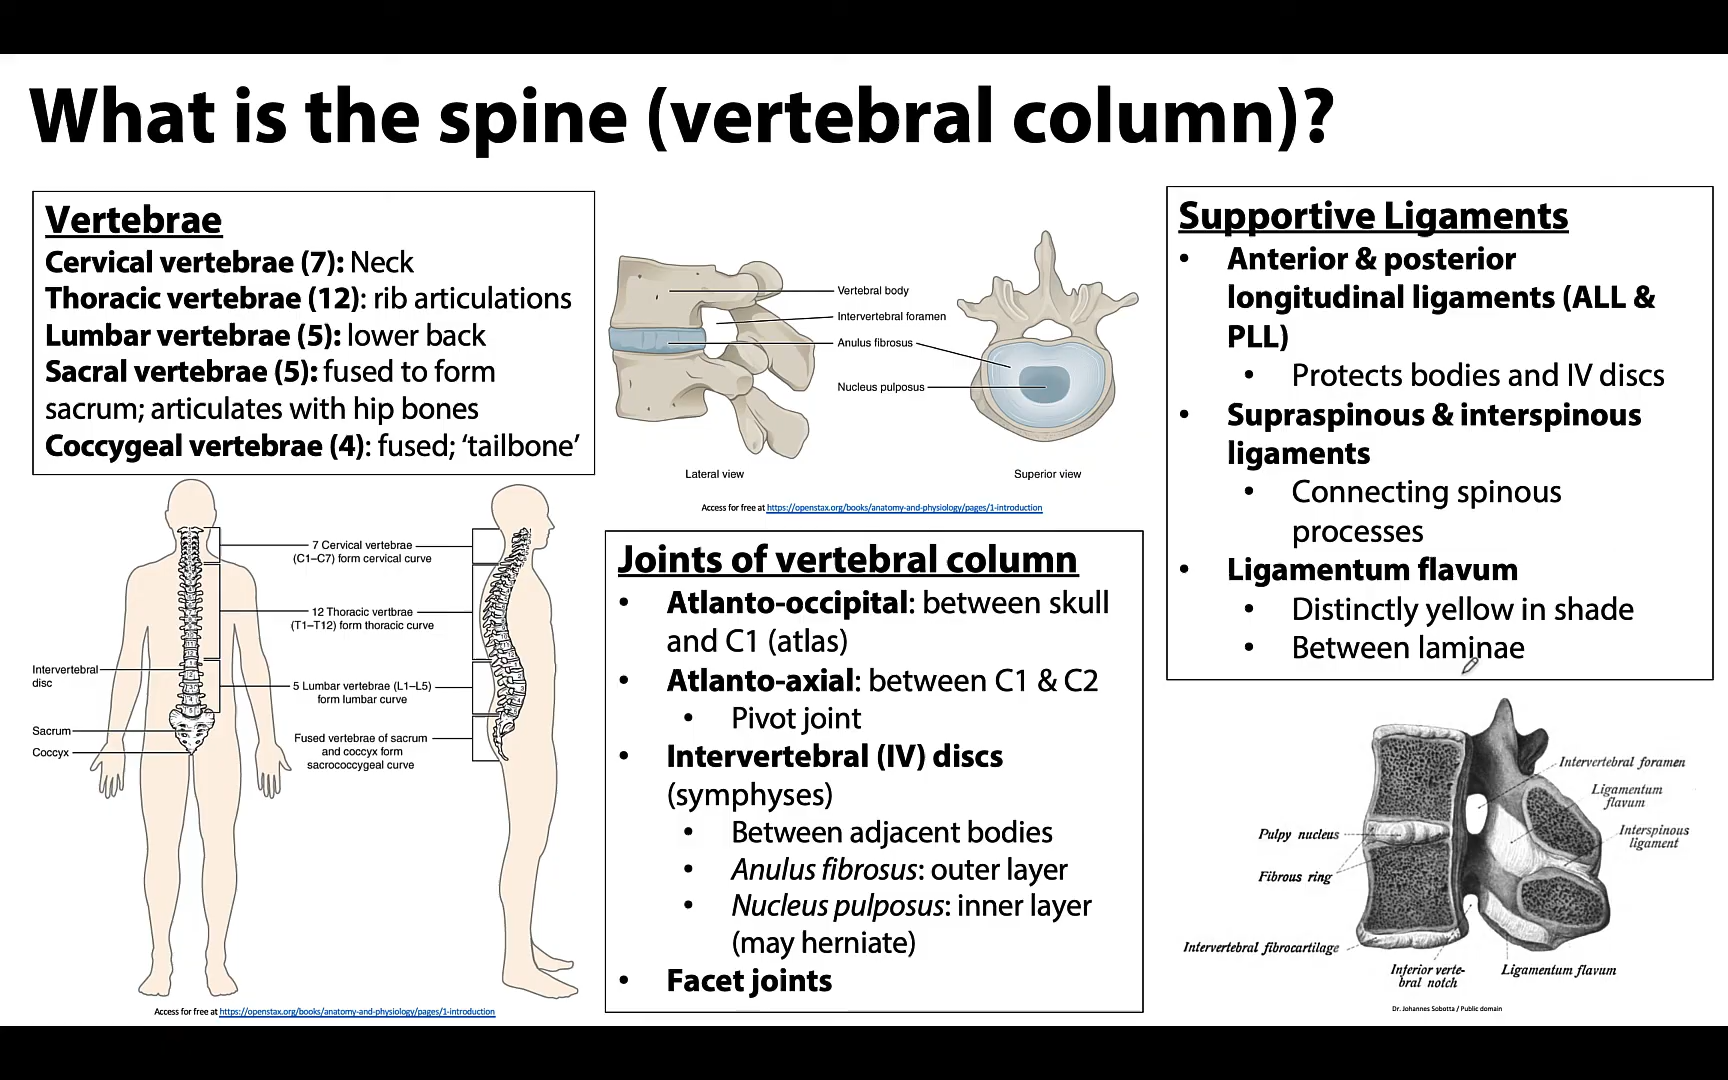 What is the spine (vertebral column)?
Vertebrae
Cervical vertebrae (7): Neck
Thoracic vertebrae (12): rib articulations
Lumbar vertebrae (5): lower back
Sacral vertebrae (5): fused to form
sacrum; articulates with hip bones
Coccygeal vertebrae (4): fused; ‘tailbone’
7 Cervical vertebrae
(C1–C7) form cervical curve
12 Thoracic vertbrae
(T1–T12) form thoracic curve
Intervertebral
disc
5 Lumbar vertebrae (L1–L5)
form lumbar curve
Sacrum
Coccyx
Fused vertebrae of sacrum
and coccyx form
sacrococcygeal curve
Access for free at https://openstax.org/books/anatomy-and-physiology/pages/1-introduction
Vertebral body
Intervertebral foramen
Anulus fibrosus
Nucleus pulposus
Lateral view
Superior view
Access for free at https://openstax.org/books/anatomy-and-physiology/pages/1-introduction
Joints of vertebral column
• Atlanto-occipital: between skull
and C1 (atlas)
• Atlanto-axial: between C1 & C2
• Pivot joint
• Intervertebral (IV) discs
(symphyses)
• Between adjacent bodies
• Anulus fibrosus: outer layer
• Nucleus pulposus: inner layer
(may herniate)
• Facet joints
Supportive Ligaments
• Anterior & posterior
longitudinal ligaments (ALL &
PLL)
• Protects bodies and IV discs
• Supraspinous & interspinous
ligaments
• Connecting spinous
processes
• Ligamentum flavum
• Distinctly yellow in shade
• Between laminae
Intervertebral foramen
Ligamentum
flavum
Interspinous
ligament
Pulpy nucleus
Fibrous ring
Intervertebral fibrocartilage
Inferior verte-
bral notch
Ligamentum flavum
Dr. Johannes Sobotta / Public domain